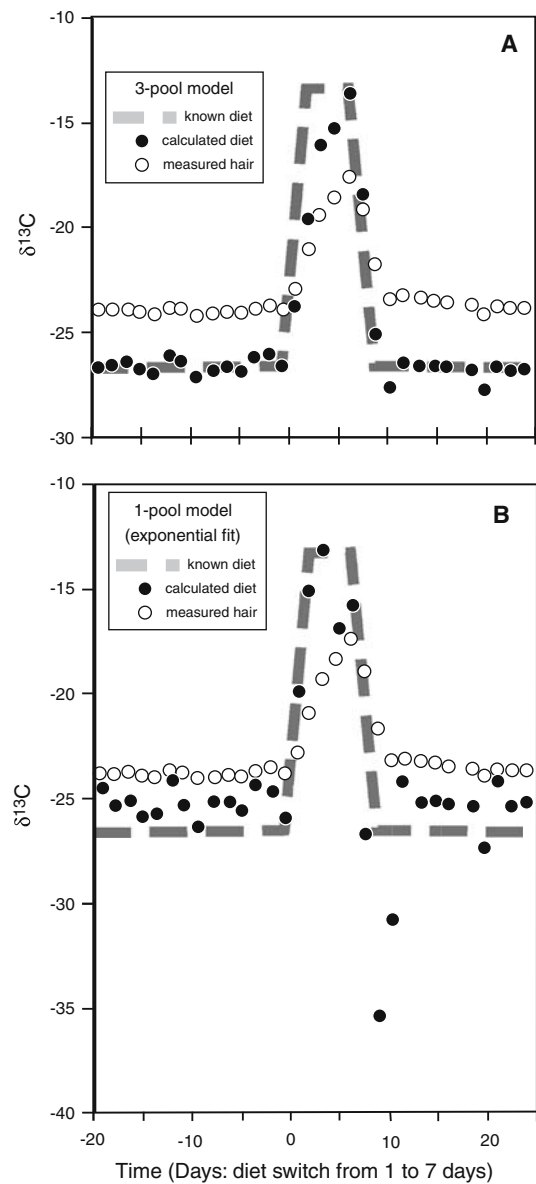 -10
A
3-pool model
known diet
calculated diet
measured hair
-15
-20
δ13C
-25
-30
-10
B
1-pool model
(exponential fit)
known diet
calculated diet
measured hair
-15
-20
δ13C
-25
-30
-35
-40
-20 -10 0 10 20
Time (Days: diet switch from 1 to 7 days)